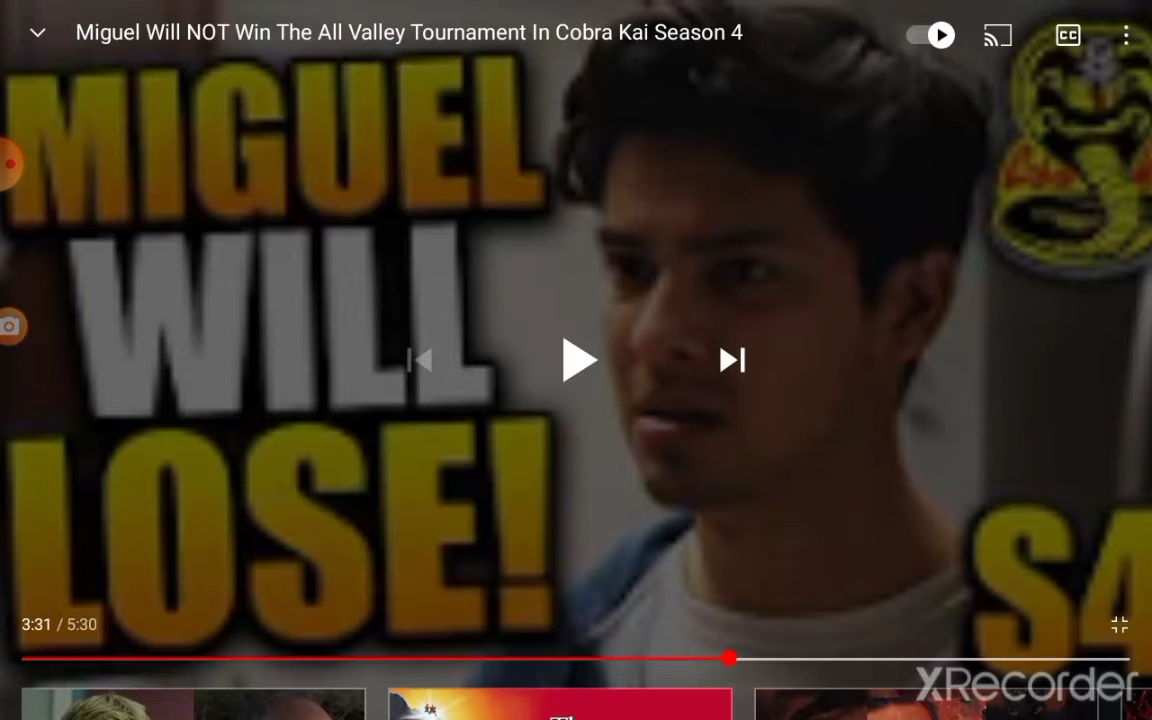 Miguel Will NOT Win The All Valley Tournament In Cobra Kai Season 4
CC
MIGUEL
WILL
LOSE!
S4
3:31 / 5:30
XRecorder